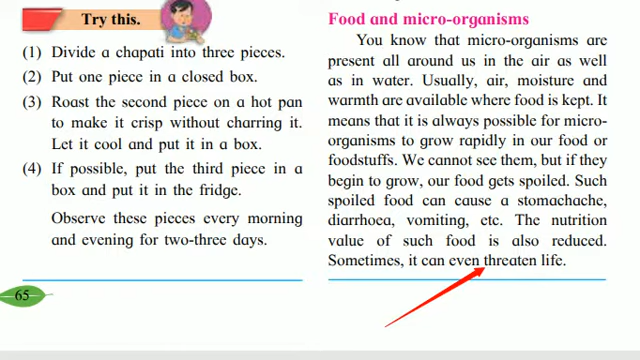 Try this.
(1) Divide a chapati into three pieces.
(2) Put one piece in a closed box.
(3) Roast the second piece on a hot pan
to make it crisp without charring it.
Let it cool and put it in a box.
(4) If possible, put the third piece in a
box and put it in the fridge.
Observe these pieces every morning
and evening for two-three days.
65
Food and micro-organisms
You know that micro-organisms are
present all around us in the air as well
as in water. Usually, air, moisture and
warmth are available where food is kept. It
means that it is always possible for micro-
organisms to grow rapidly in our food or
foodstuffs. We cannot see them, but if they
begin to grow, our food gets spoiled. Such
spoiled food can cause a stomachache,
diarrhoea, vomiting, etc. The nutrition
value of such food is also reduced.
Sometimes, it can even threaten life.